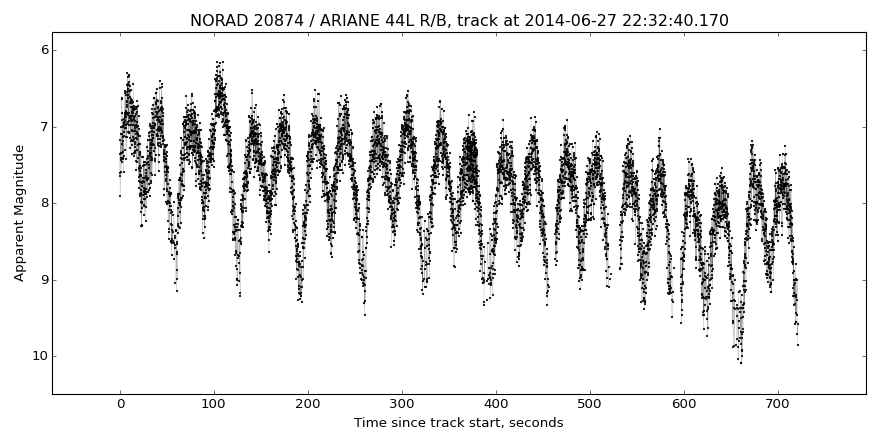 NORAD 20874 / ARIANE 44L R/B, track at 2014-06-27 22:32:40.170
6
7
8
9
10
Apparent Magnitude
0 100 200 300 400 500 600 700
Time since track start, seconds